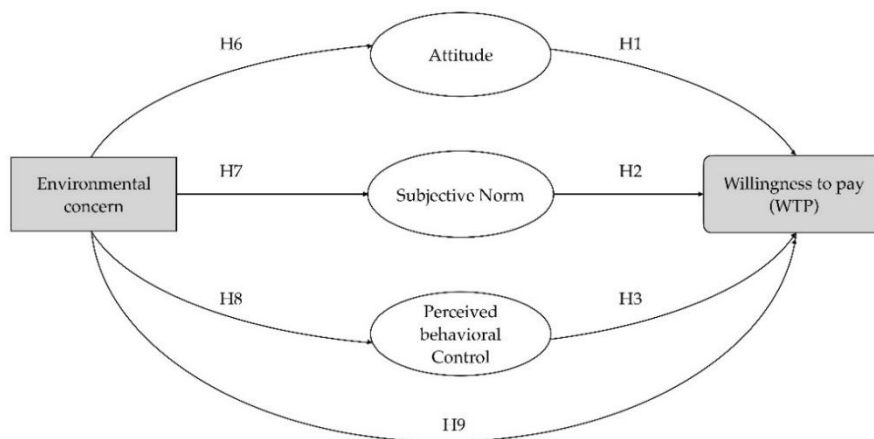 H6
H1
Attitude
Environmental
concern
H7
Subjective Norm
H2
Willingness to pay
(WTP)
H8
Perceived
behavioral
Control
H3
H9